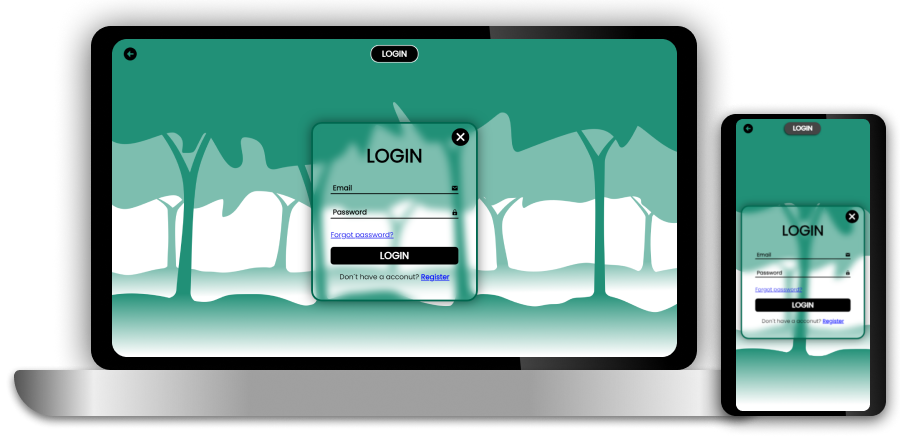 LOGIN
LOGIN
Email
Password
Forgot password?
LOGIN
Don't have a acconut? Register
LOGIN
LOGIN
Email
Password
Forgot password?
LOGIN
Don't have a acconut? Register